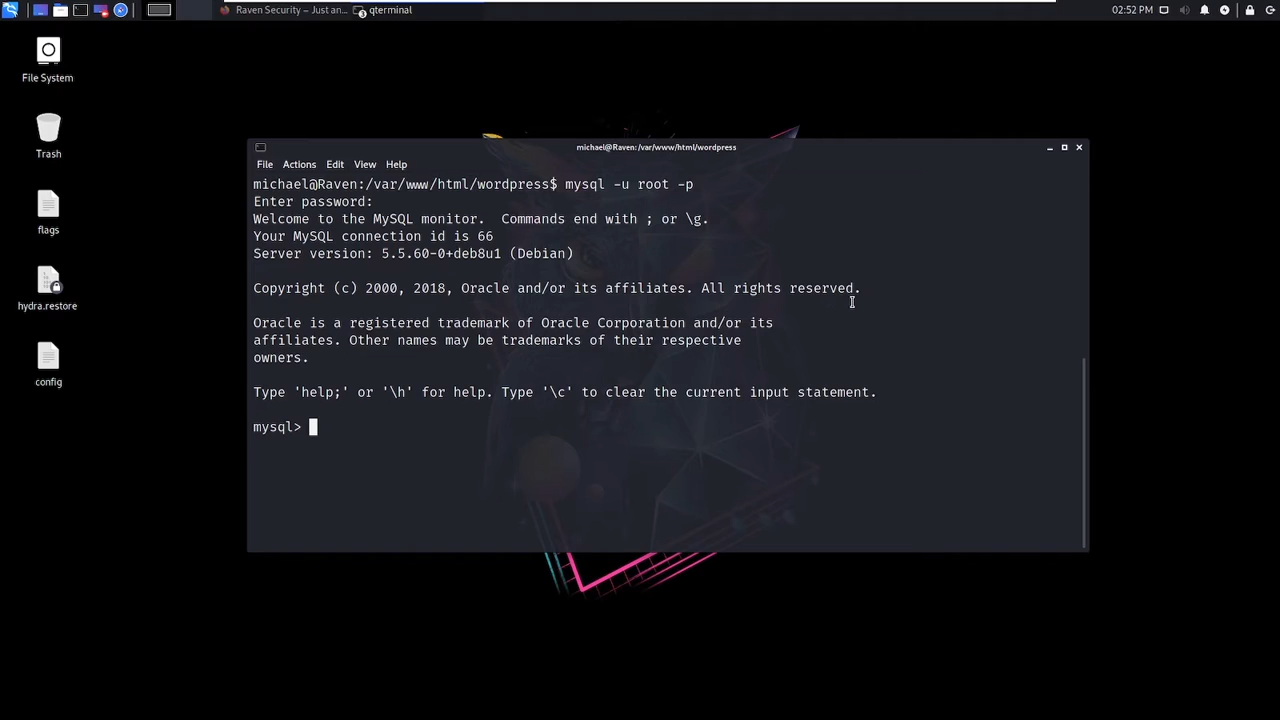 Raven Security – Just an...
qterminal
3
02:52 PM
File System
Trash
flags
hydra.restore
config
michael@Raven:/var/www/html/wordpress
File Actions Edit View Help
michael@Raven:/var/www/html/wordpress$ mysql -u root -p
Enter password:
Welcome to the MySQL monitor.  Commands end with ; or \g.
Your MySQL connection id is 66
Server version: 5.5.60-0+deb8u1 (Debian)
Copyright (c) 2000, 2018, Oracle and/or its affiliates. All rights reserved.
Oracle is a registered trademark of Oracle Corporation and/or its
affiliates. Other names may be trademarks of their respective
owners.
Type 'help;' or '\h' for help. Type '\c' to clear the current input statement.
mysql>